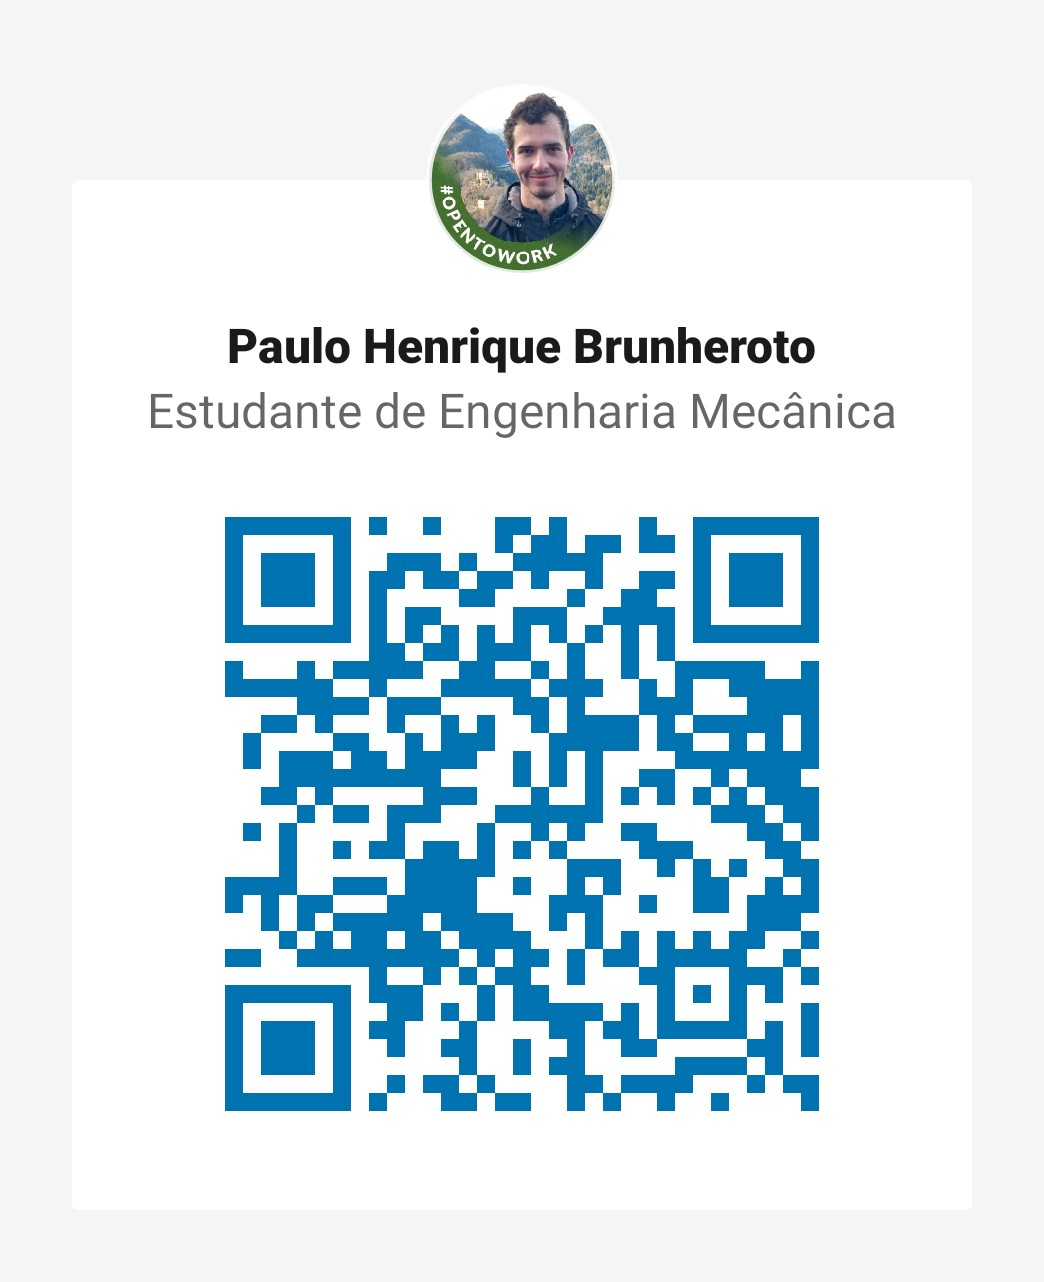 #OPENTOWORK
Paulo Henrique Brunheroto
Estudante de Engenharia Mecânica